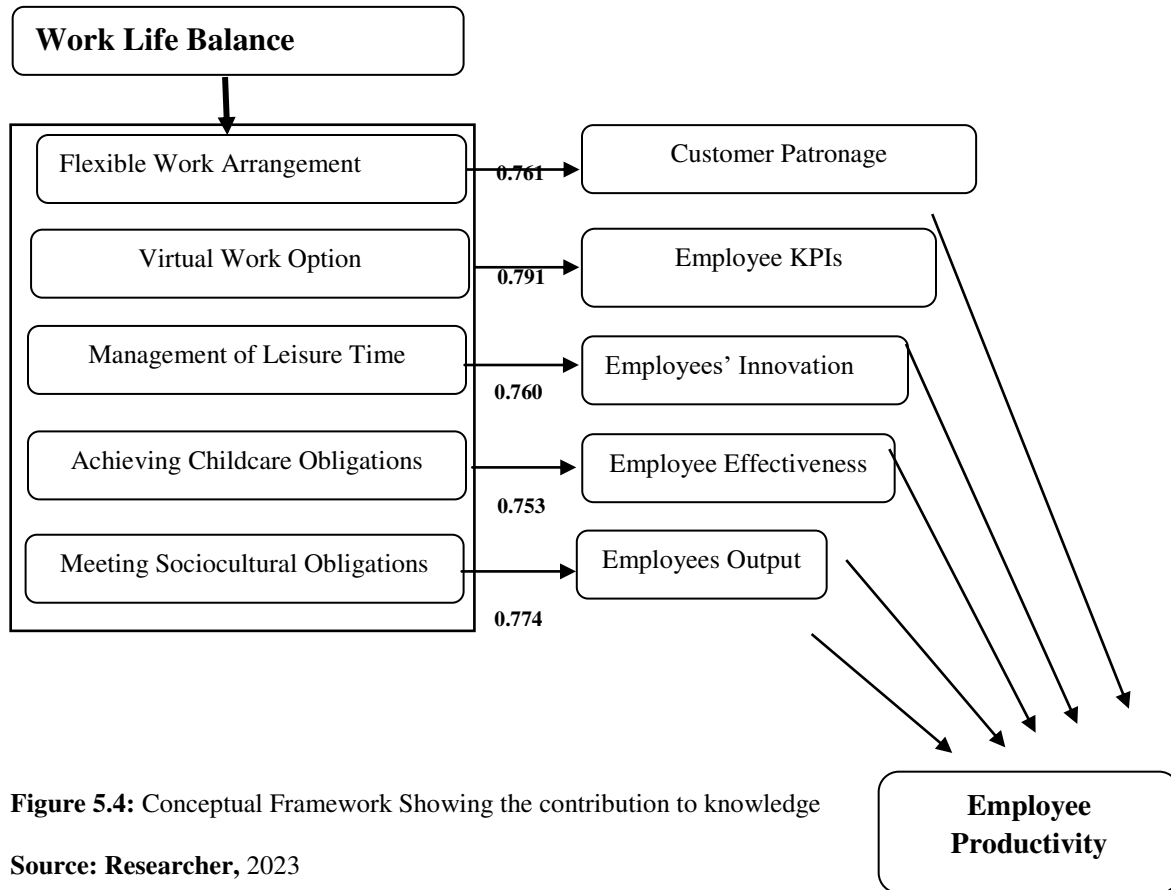 Work Life Balance
Flexible Work Arrangement
0.761
Customer Patronage
Virtual Work Option
0.791
Employee KPIs
Management of Leisure Time
0.760
Employees’ Innovation
Achieving Childcare Obligations
0.753
Employee Effectiveness
Meeting Sociocultural Obligations
0.774
Employees Output
Employee
Productivity
Figure 5.4: Conceptual Framework Showing the contribution to knowledge
Source: Researcher, 2023